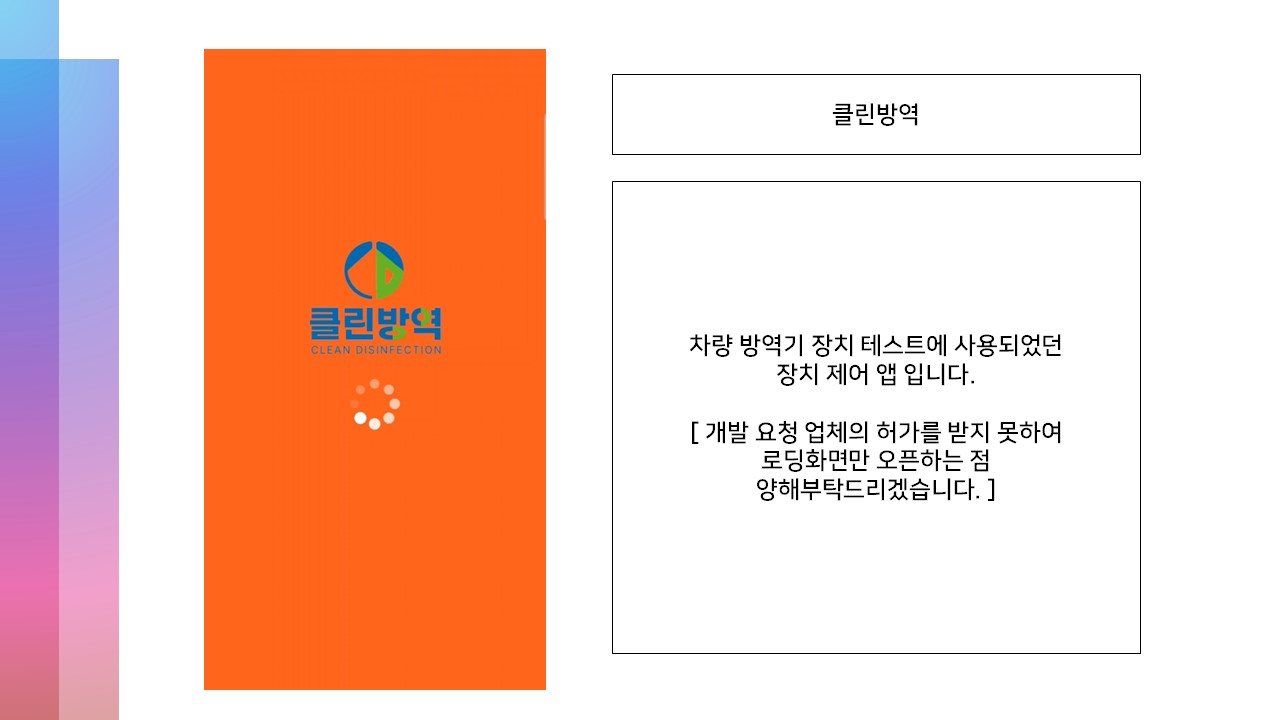 클린방역
CLEAN DISINFECTION
클린방역
차량 방역기 장치 테스트에 사용되었던
장치 제어 앱 입니다.
[ 개발 요청 업체의 허가를 받지 못하여
로딩화면만 오픈하는 점
양해부탁드리겠습니다. ]